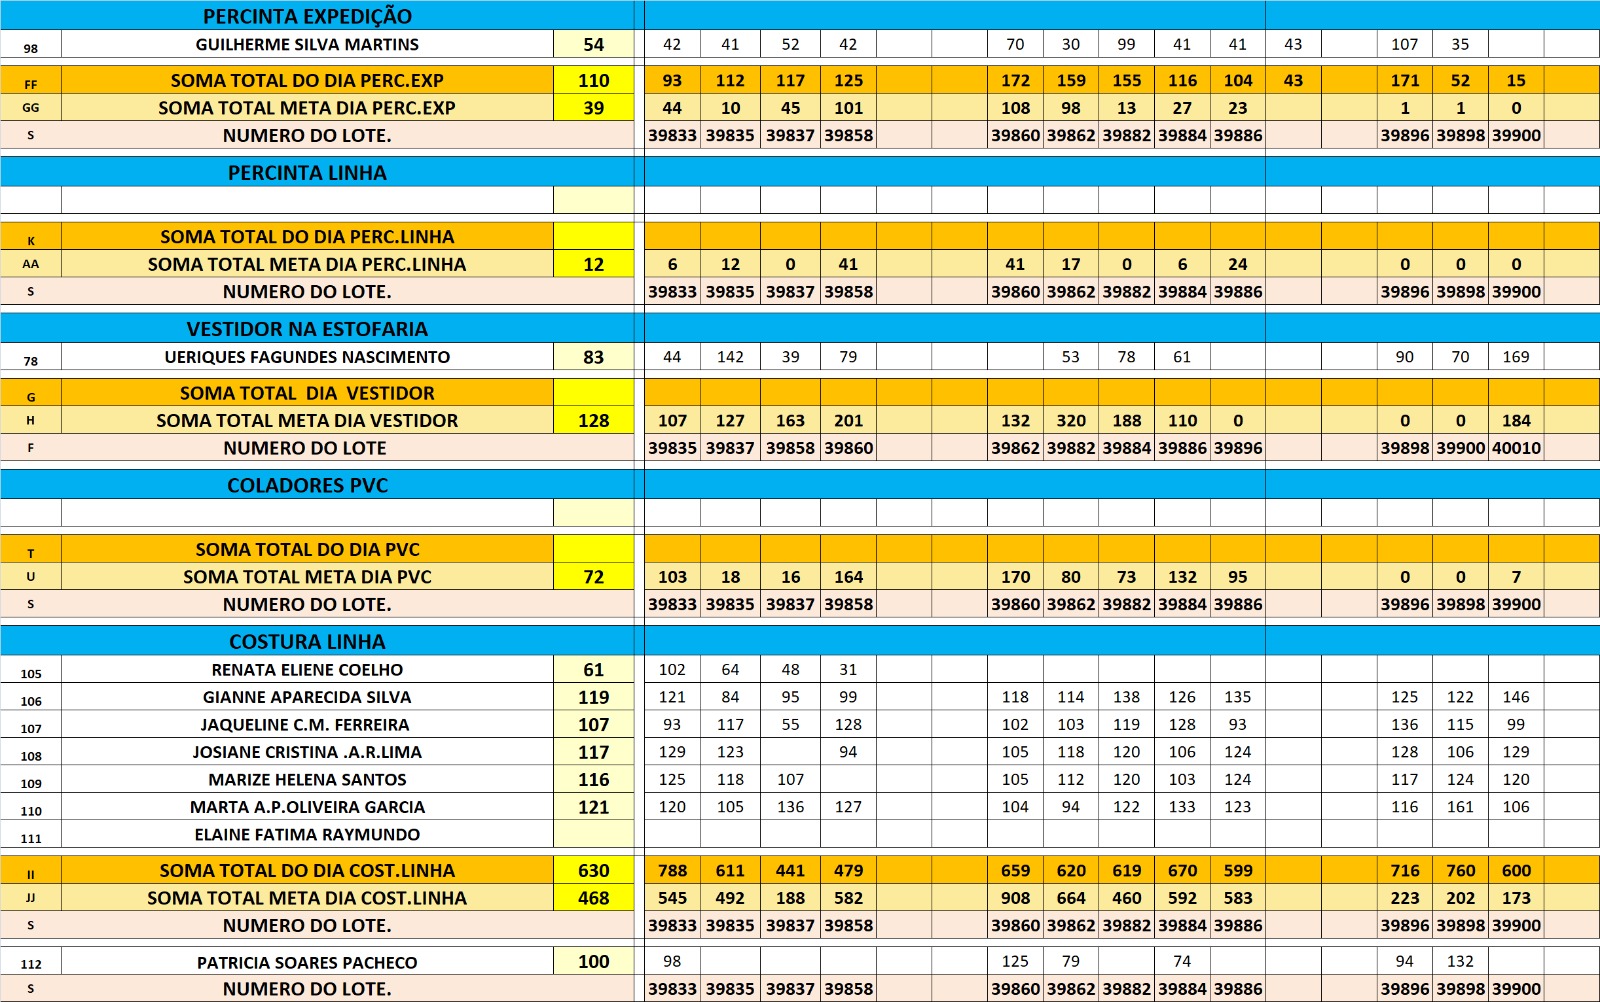 PERCINTA EXPEDIÇÃO
98 GUILHERME SILVA MARTINS 54 42 41 52 42 70 30 99 41 41 43 107 35
FF SOMA TOTAL DO DIA PERC.EXP 110 93 112 117 125 172 159 155 116 104 43 171 52 15
GG SOMA TOTAL META DIA PERC.EXP 39 44 10 45 101 108 98 13 27 23 1 1 0
S NUMERO DO LOTE. 39833 39835 39837 39858 39860 39862 39882 39884 39886 39896 39898 39900
PERCINTA LINHA
K SOMA TOTAL DO DIA PERC.LINHA
AA SOMA TOTAL META DIA PERC.LINHA 12 6 12 0 41 41 17 0 6 24 0 0 0
S NUMERO DO LOTE. 39833 39835 39837 39858 39860 39862 39882 39884 39886 39896 39898 39900
VESTIDOR NA ESTOFARIA
78 UERIQUES FAGUNDES NASCIMENTO 83 44 142 39 79 53 78 61 90 70 169
G SOMA TOTAL DIA VESTIDOR
H SOMA TOTAL META DIA VESTIDOR 128 107 127 163 201 132 320 188 110 0 0 0 184
F NUMERO DO LOTE 39835 39837 39858 39860 39862 39882 39884 39886 39896 39898 39900 40010
COLADORES PVC
T SOMA TOTAL DO DIA PVC
U SOMA TOTAL META DIA PVC 72 103 18 16 164 170 80 73 132 95 0 0 7
S NUMERO DO LOTE. 39833 39835 39837 39858 39860 39862 39882 39884 39886 39896 39898 39900
COSTURA LINHA
105 RENATA ELIENE COELHO 61 102 64 48 31
106 GIANNE APARECIDA SILVA 119 121 84 95 99 118 114 138 126 135 125 122 146
107 JAQUELINE C.M. FERREIRA 107 93 117 55 128 102 103 119 128 93 136 115 99
108 JOSIANE CRISTINA .A.R.LIMA 117 129 123 94 105 118 120 106 124 128 106 129
109 MARIZE HELENA SANTOS 116 125 118 107 105 112 120 103 124 117 124 120
110 MARTA A.P.OLIVEIRA GARCIA 121 120 105 136 127 104 94 122 133 123 116 161 106
111 ELAINE FATIMA RAYMUNDO
II SOMA TOTAL DO DIA COST.LINHA 630 788 611 441 479 659 620 619 670 599 716 760 600
JJ SOMA TOTAL META DIA COST.LINHA 468 545 492 188 582 908 664 460 592 583 223 202 173
S NUMERO DO LOTE. 39833 39835 39837 39858 39860 39862 39882 39884 39886 39896 39898 39900
112 PATRICIA SOARES PACHECO 100 98 125 79 74 94 132
S NUMERO DO LOTE. 39833 39835 39837 39858 39860 39862 39882 39884 39886 39896 39898 39900